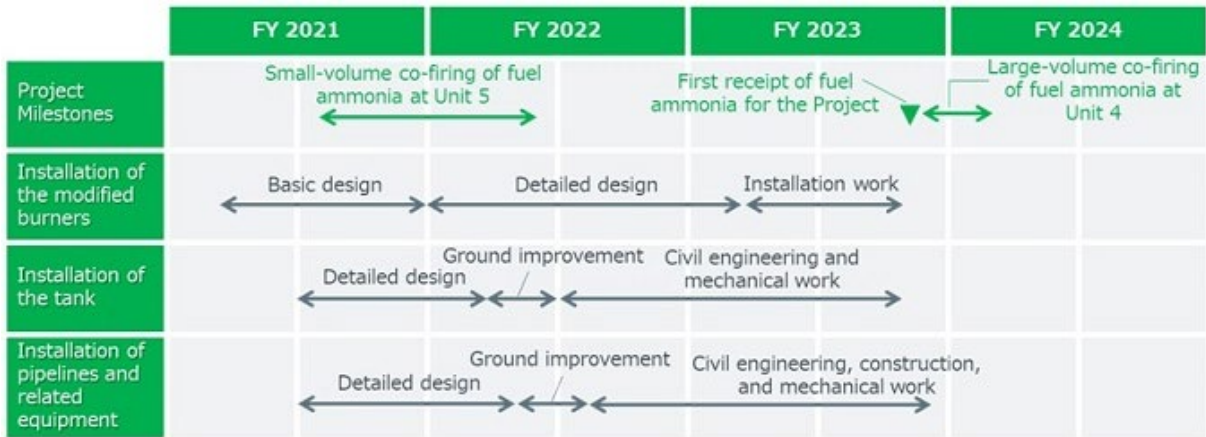 FY 2021
FY 2022
FY 2023
FY 2024
Project
Milestones
Small-volume co-firing of fuel
ammonia at Unit 5
First receipt of fuel
ammonia for the Project
Large-volume co-firing
of fuel ammonia at
Unit 4
Installation of
the modified
burners
Basic design
Detailed design
Installation work
Installation of
the tank
Detailed design
Ground improvement
Civil engineering and
mechanical work
Installation of
pipelines and
related
equipment
Detailed design
Ground improvement
Civil engineering, construction,
and mechanical work